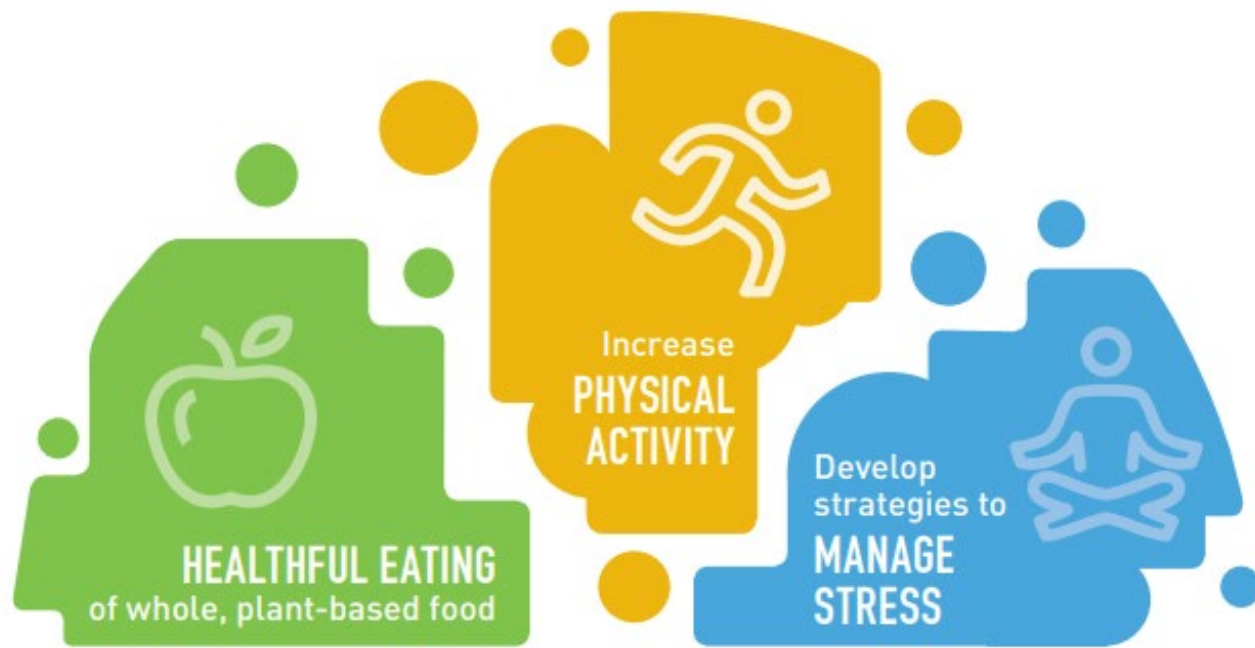 HEALTHFUL EATING
of whole, plant-based food
Increase
PHYSICAL
ACTIVITY
Develop
strategies to
MANAGE
STRESS